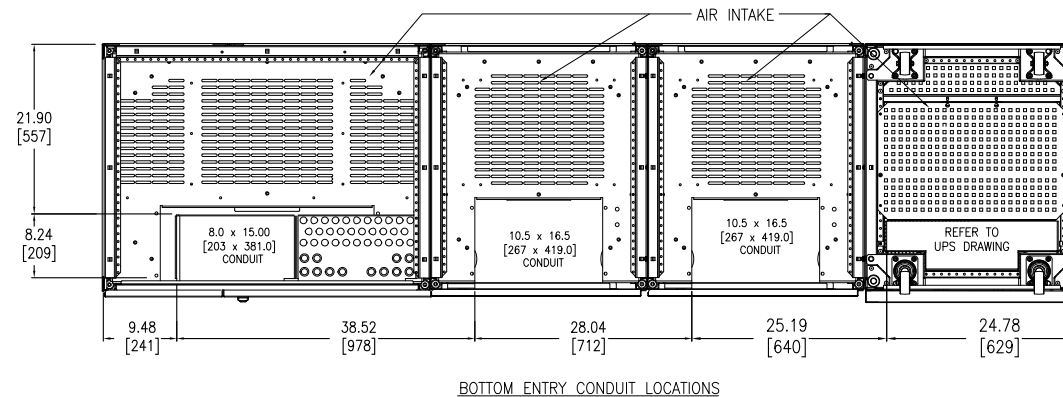 AIR INTAKE
21.90
[557]
8.24
[209]
8.0 x 15.00
[203 x 381.0]
CONDUIT
10.5 x 16.5
[267 x 419.0]
CONDUIT
10.5 x 16.5
[267 x 419.0]
CONDUIT
REFER TO
UPS DRAWING
9.48
[241]
38.52
[978]
28.04
[712]
25.19
[640]
24.78
[629]
BOTTOM ENTRY CONDUIT LOCATIONS